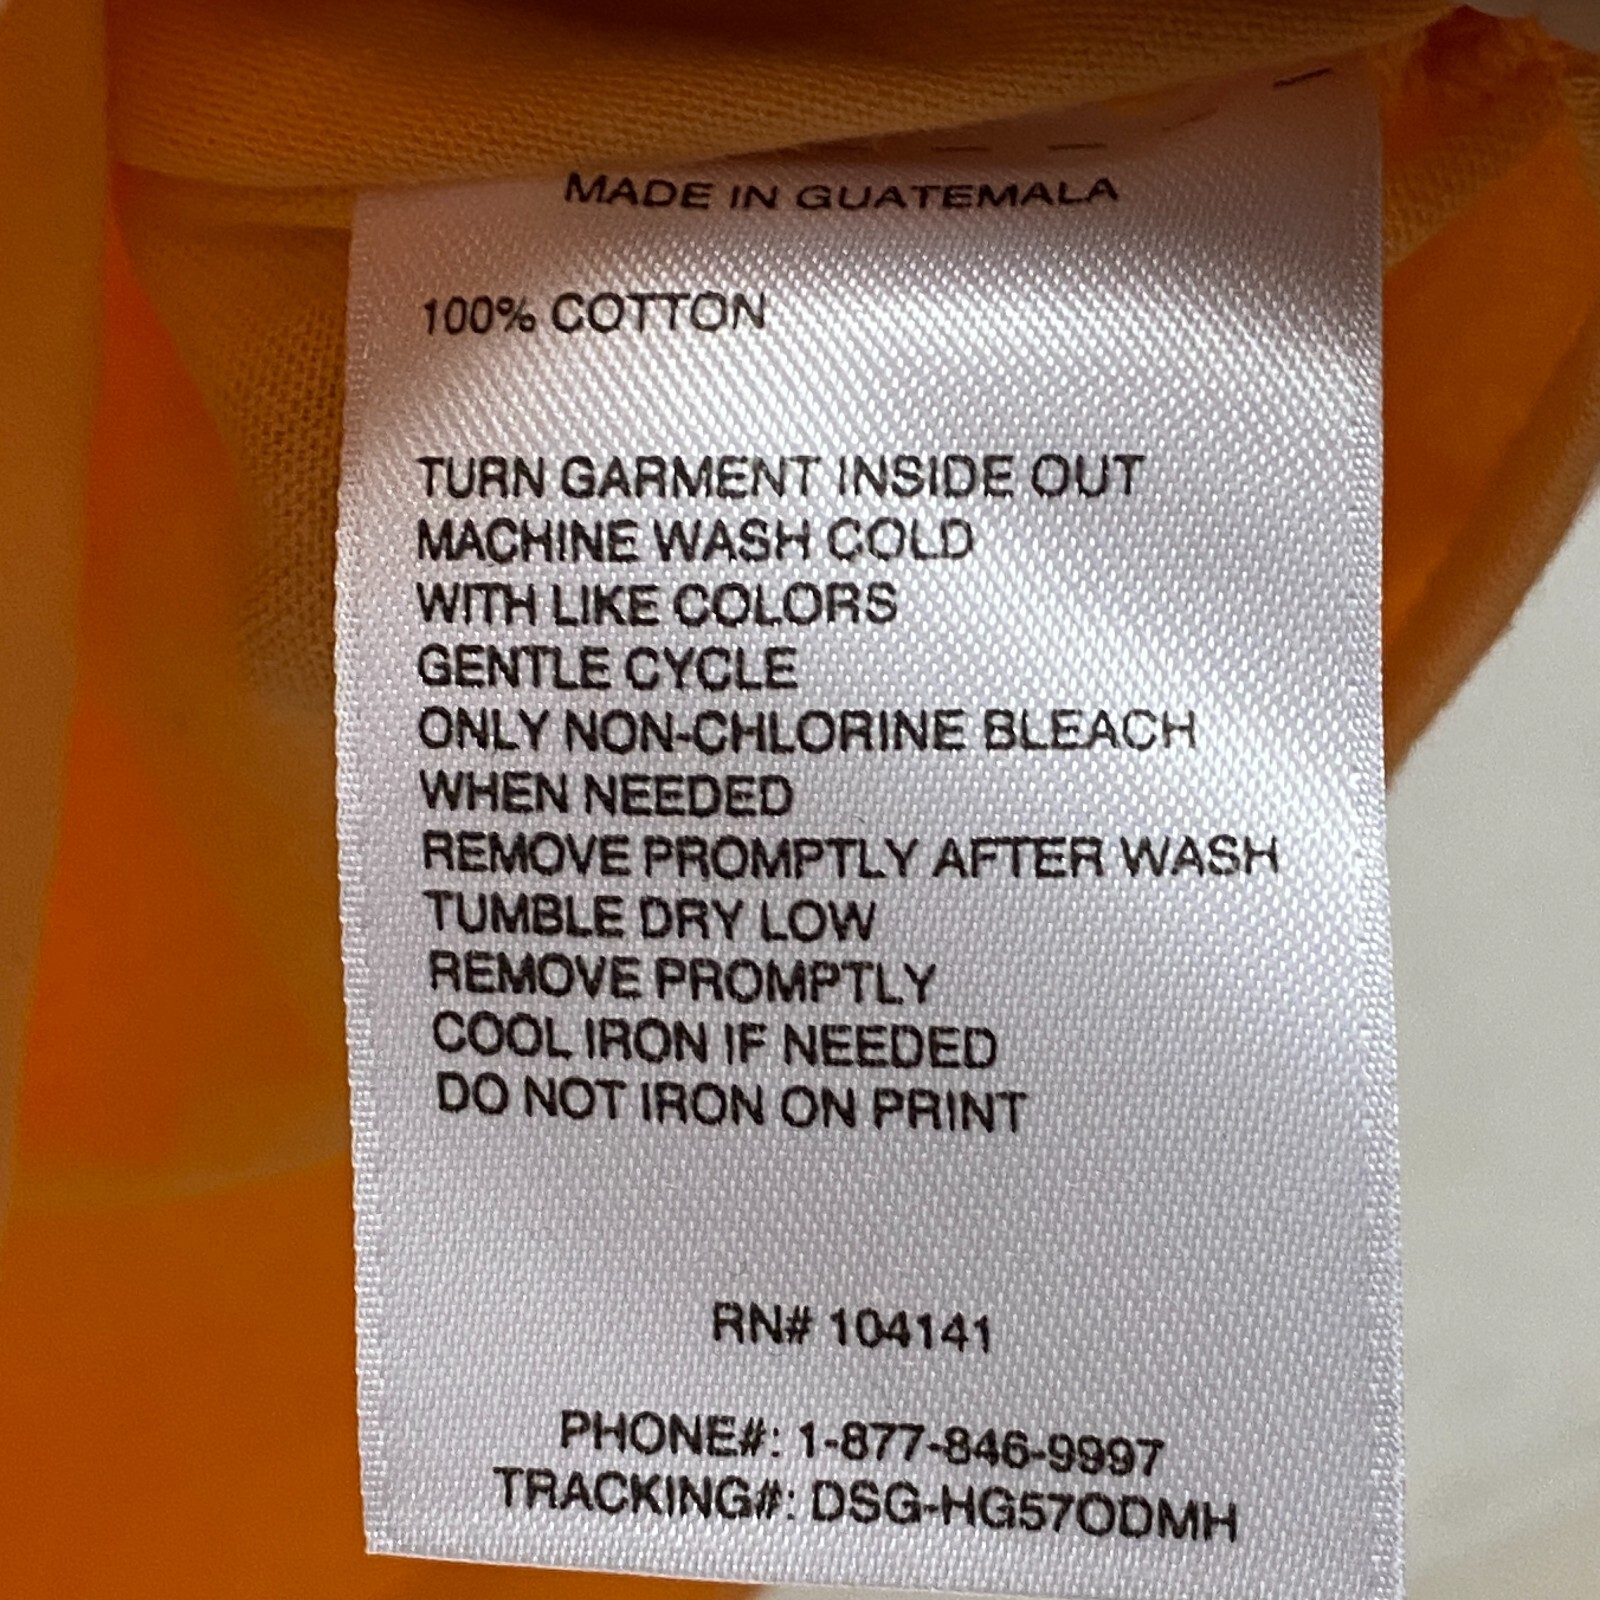 MADE IN GUATEMALA
100% COTTON
TURN GARMENT INSIDE OUT
MACHINE WASH COLD
WITH LIKE COLORS
GENTLE CYCLE
ONLY NON-CHLORINE BLEACH
WHEN NEEDED
REMOVE PROMPTLY AFTER WASH
TUMBLE DRY LOW
REMOVE PROMPTLY
COOL IRON IF NEEDED
DO NOT IRON ON PRINT
RN# 104141
PHONE#: 1-877-846-9997
TRACKING#: DSG-HG57ODMH